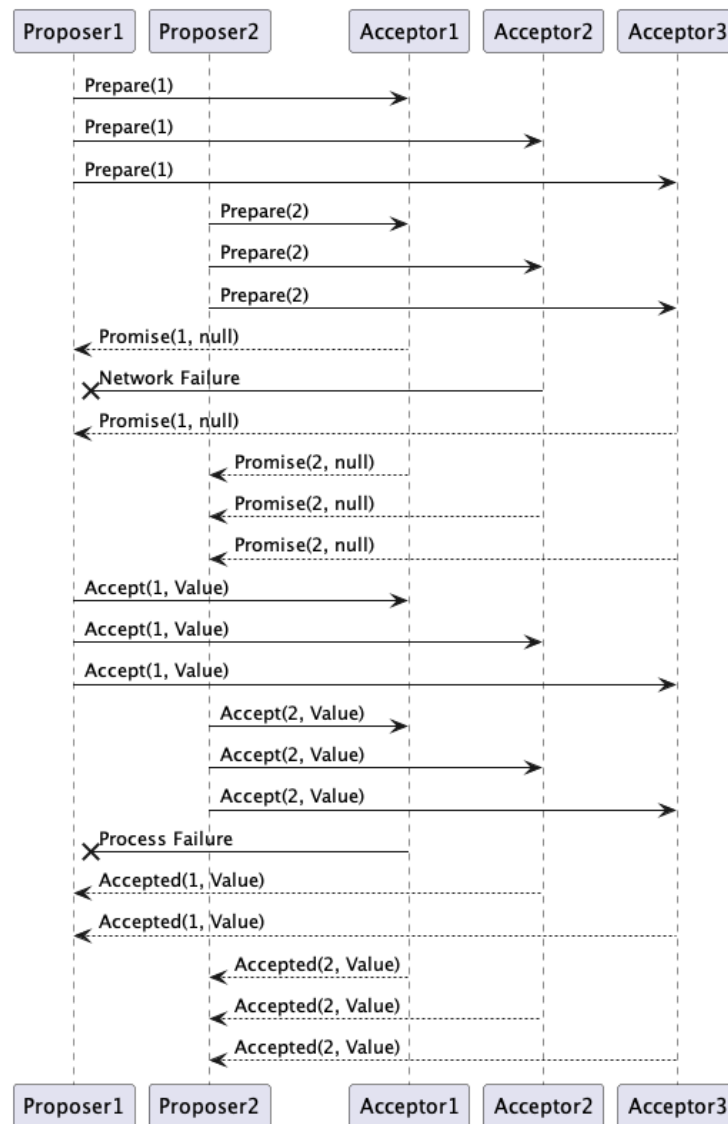 Proposer1 Proposer2 Acceptor1 Acceptor2 Acceptor3
Prepare(1)
Prepare(1)
Prepare(1)
Prepare(2)
Prepare(2)
Prepare(2)
Promise(1, null)
Network Failure
Promise(1, null)
Promise(2, null)
Promise(2, null)
Promise(2, null)
Accept(1, Value)
Accept(1, Value)
Accept(1, Value)
Accept(2, Value)
Accept(2, Value)
Accept(2, Value)
Process Failure
Accepted(1, Value)
Accepted(1, Value)
Accepted(2, Value)
Accepted(2, Value)
Accepted(2, Value)
Proposer1 Proposer2 Acceptor1 Acceptor2 Acceptor3